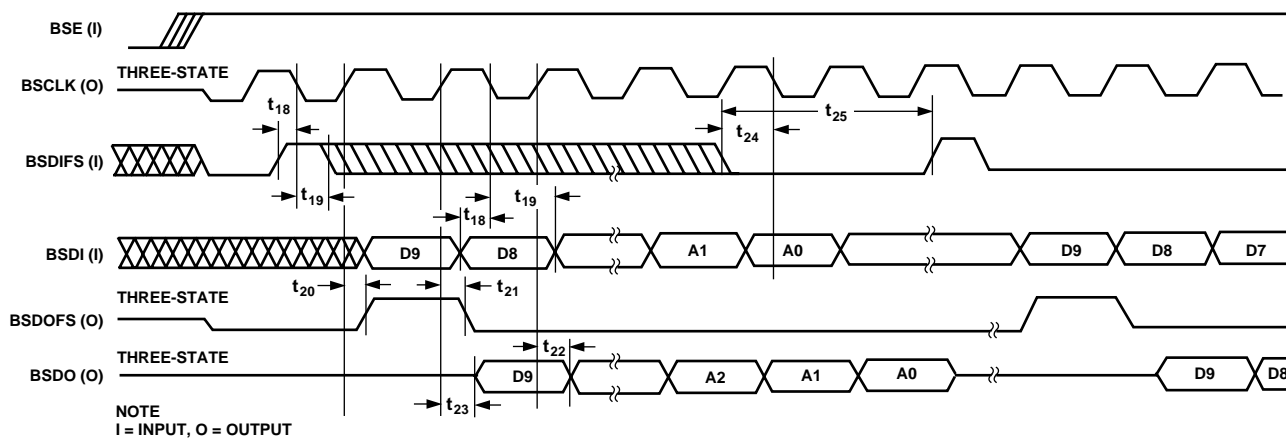 BSE (I)
THREE-STATE
BSCLK (O)
t18
t24
t25
BSDIFS (I)
t19
t18
t19
BSDI (I)
D9
D8
A1
A0
D9
D8
D7
t20
t21
THREE-STATE
BSDOFS (O)
t22
THREE-STATE
BSDO (O)
D9
A2
A1
A0
D9
D8
t23
NOTE
I = INPUT, O = OUTPUT